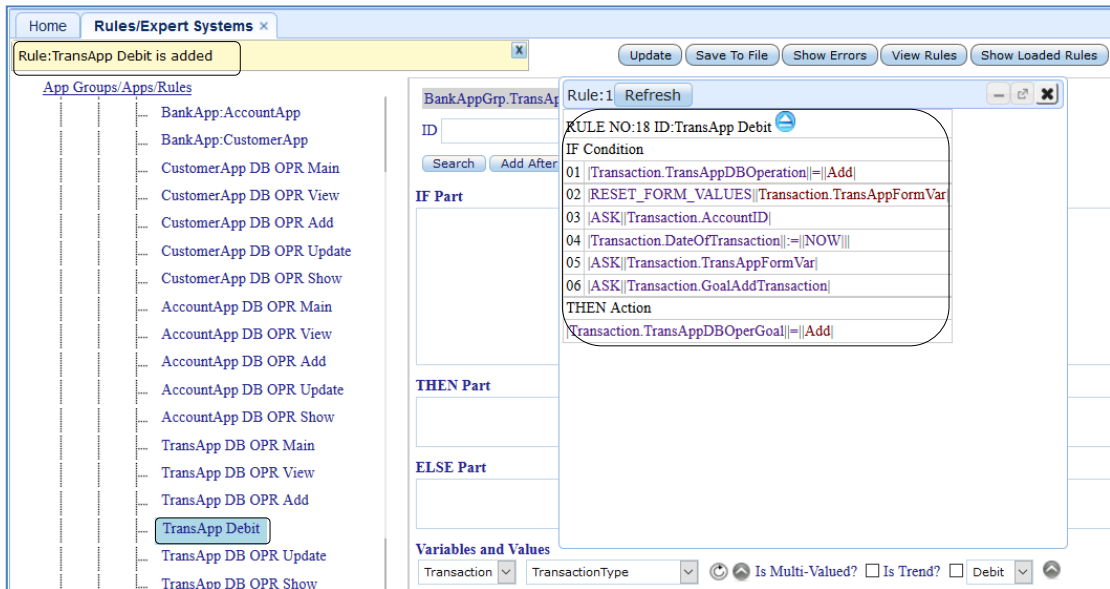 Home Rules/Expert Systems ×
Rule:TransApp Debit is added x Update Save To File Show Errors View Rules Show Loaded Rules
App Groups/Apps/Rules
BankApp:AccountApp
BankApp:CustomerApp
CustomerApp DB OPR Main
CustomerApp DB OPR View
CustomerApp DB OPR Add
CustomerApp DB OPR Update
CustomerApp DB OPR Show
AccountApp DB OPR Main
AccountApp DB OPR View
AccountApp DB OPR Add
AccountApp DB OPR Update
AccountApp DB OPR Show
TransApp DB OPR Main
TransApp DB OPR View
TransApp DB OPR Add
TransApp Debit
TransApp DB OPR Update
TransApp DB OPR Show
BankAppGrp.TransAp
ID
Search Add After
IF Part
THEN Part
ELSE Part
Variables and Values
Transaction TransactionType Is Multi-Valued? Is Trend? Debit
Rule:1 Refresh
RULE NO:18 ID:TransApp Debit
IF Condition
01 |Transaction.TransAppDBOperation||=||Add|
02 |RESET_FORM_VALUES||Transaction.TransAppFormVar|
03 |ASK||Transaction.AccountID|
04 |Transaction.DateOfTransaction||:=||NOW|||
05 |ASK||Transaction.TransAppFormVar|
06 |ASK||Transaction.GoalAddTransaction|
THEN Action
|Transaction.TransAppDBOperGoal||=||Add|